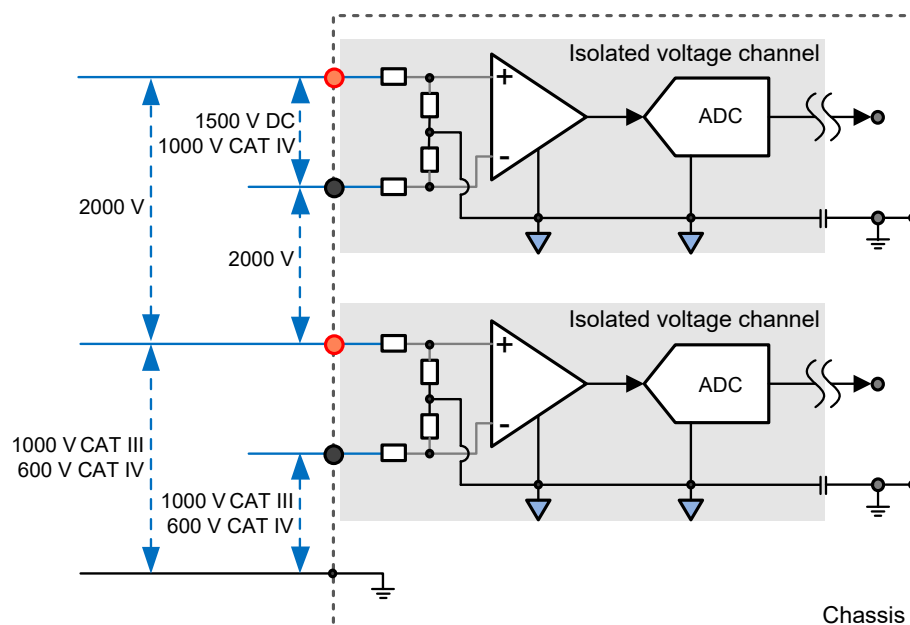 Isolated voltage channel
+
1500 V DC
1000 V CAT IV
ADC
-
2000 V
2000 V
Isolated voltage channel
+
ADC
-
1000 V CAT III
600 V CAT IV
1000 V CAT III
600 V CAT IV
Chassis